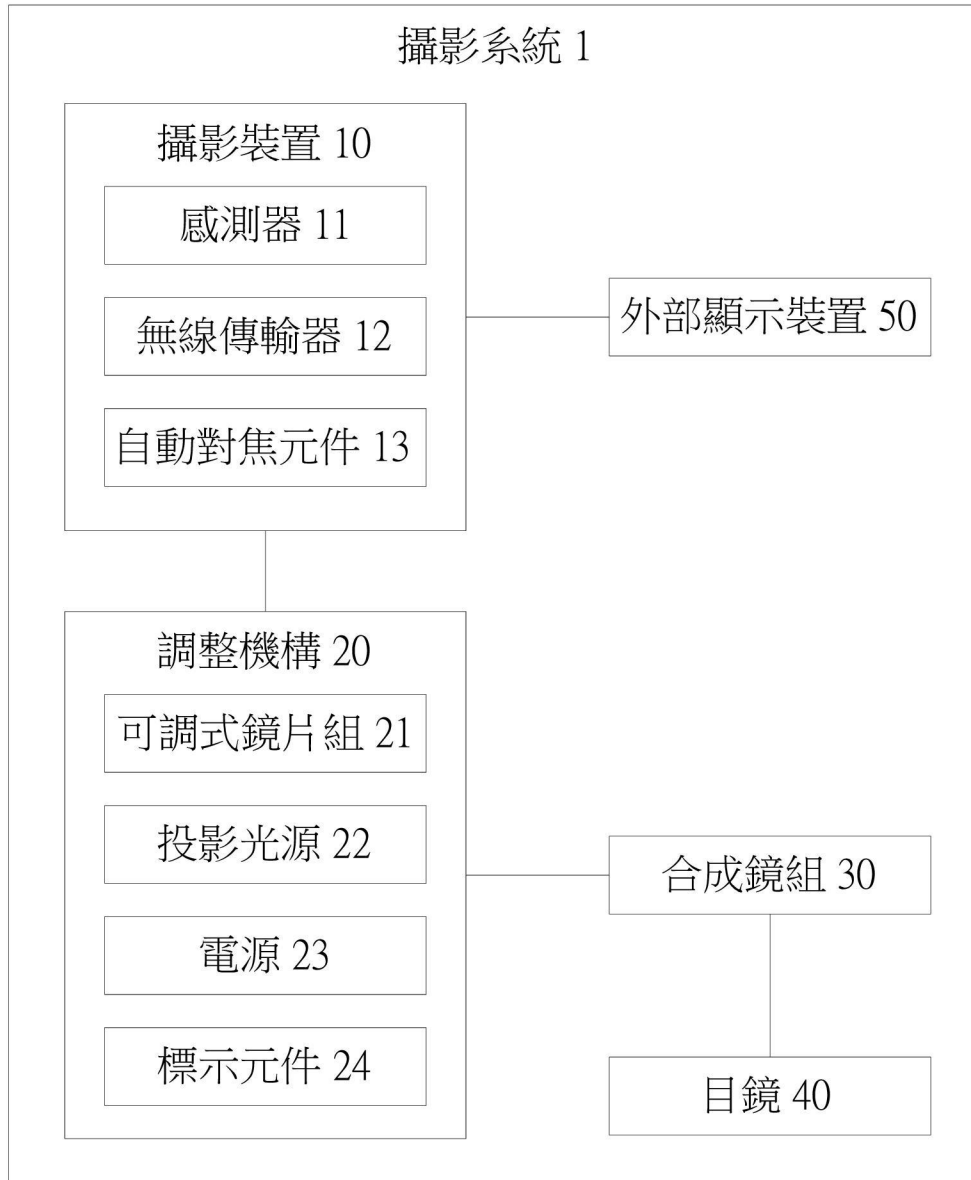 攝影系統 1
攝影裝置 10
感測器 11
無線傳輸器 12
自動對焦元件 13
外部顯示裝置 50
調整機構 20
可調式鏡片組 21
投影光源 22
電源 23
標示元件 24
合成鏡組 30
目鏡 40